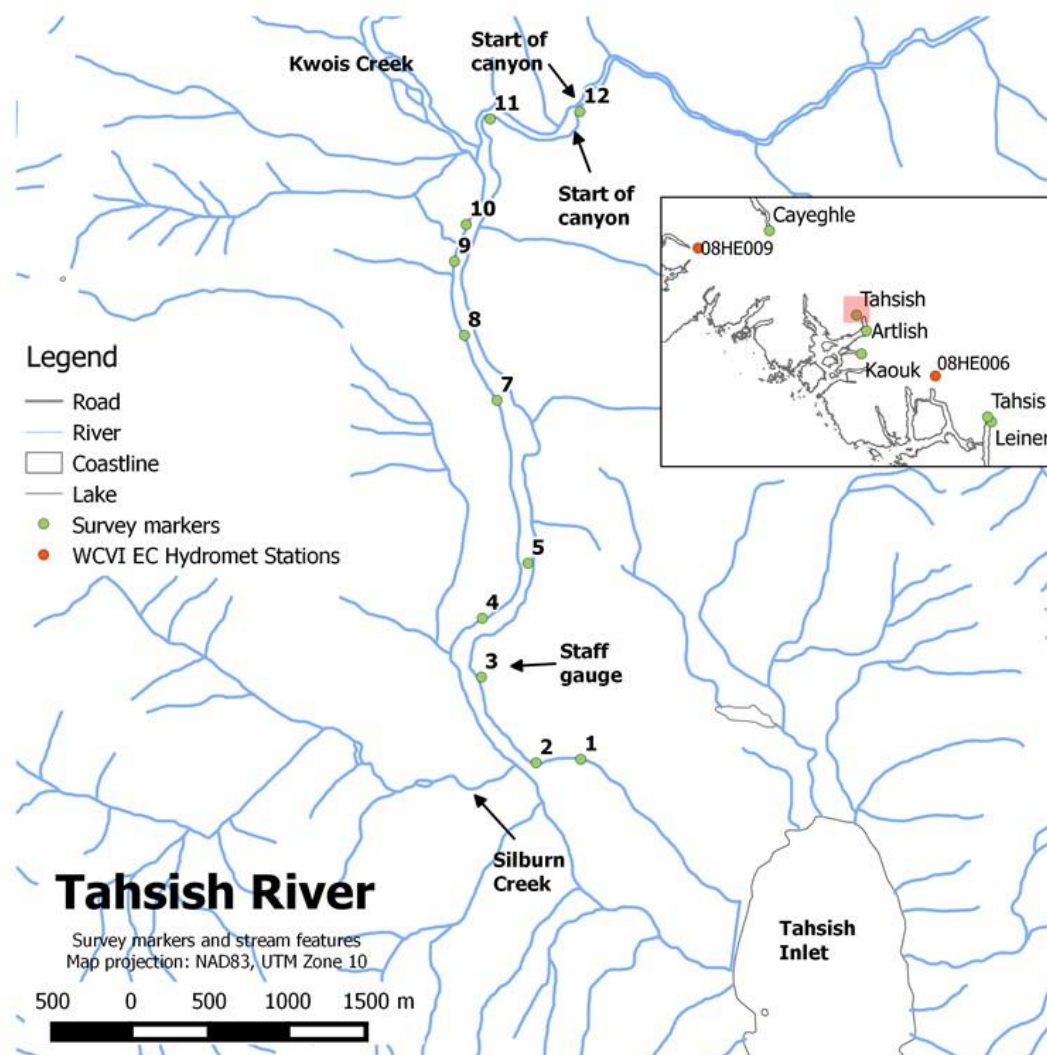 Kwois Creek
Start of
canyon
12
11
Start of
canyon
10
9
8
7
5
4
3
Staff
gauge
2
1
Silburn
Creek
Tahsish
Inlet
Cayeghle
08HE009
Tahsish
Artlish
Kaouk
08HE006
Tahsis
Leiner
Legend
Road
River
Coastline
Lake
Survey markers
WCVI EC Hydromet Stations
Tahsish River
Survey markers and stream features
Map projection: NAD83, UTM Zone 10
500 0 500 1000 1500 m